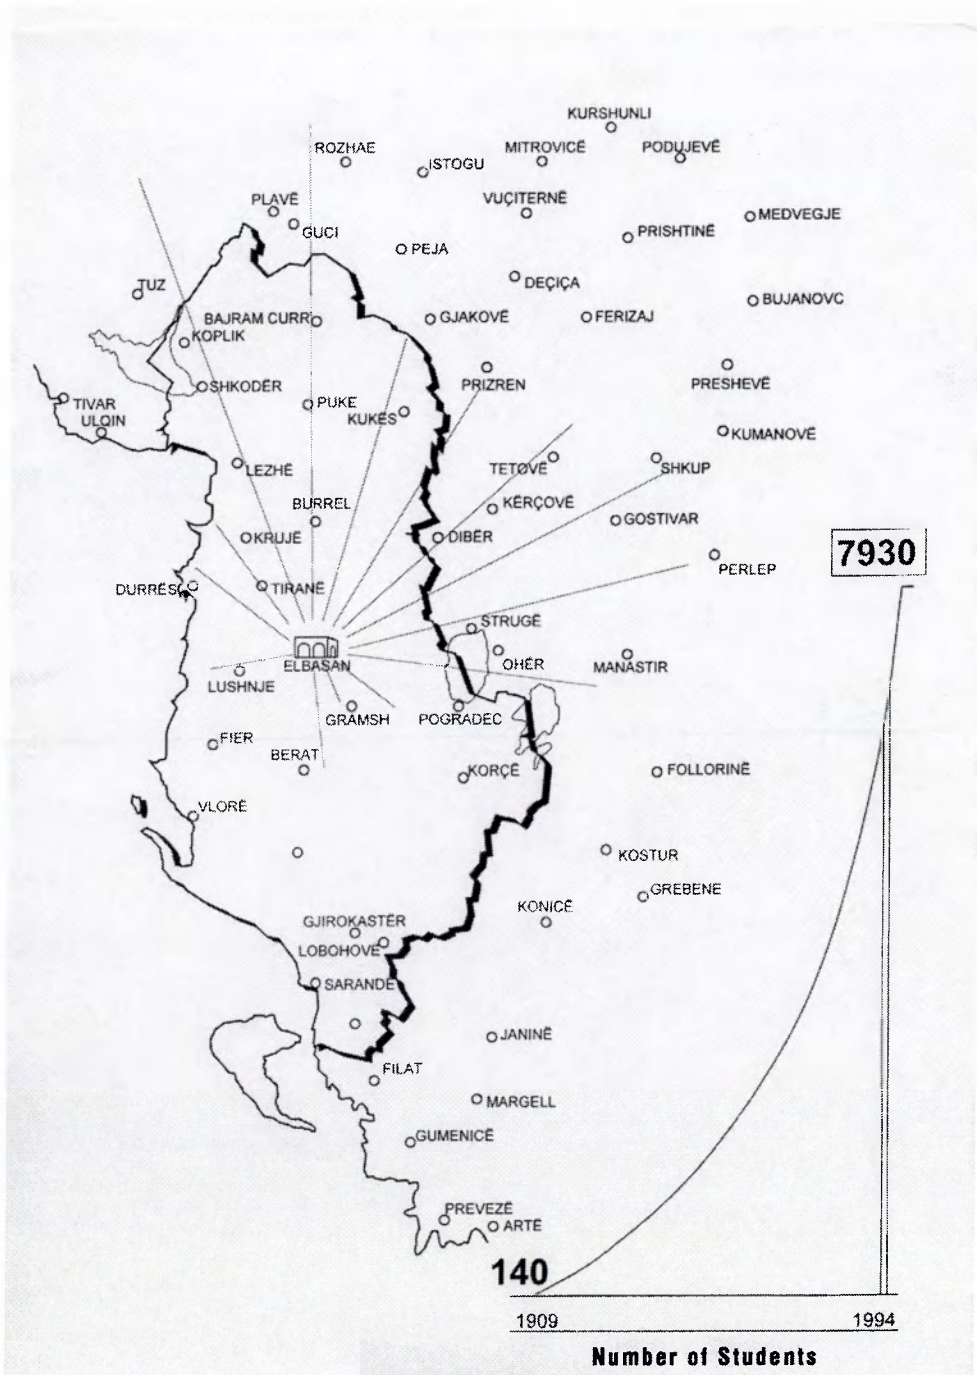 KURSHUNLI
ROZHAE
MITROVICË
PODUJEVË
ISTOGU
PLAVË
VUÇITERNË
MEDVEGJE
GUCI
PRISHTINË
PEJA
DEÇIÇA
TUZ
BUJANOVC
BAJRAM CURRI
GJAKOVË
FERIZAJ
KOPLIK
PRIZREN
PRESHEVË
SHKODËR
TIVAR
PUKE
KUKËS
ULQIN
KUMANOVË
LEZHË
TETOVË
SHKUP
BURREL
KËRÇOVË
GOSTIVAR
KRUJË
DIBËR
7930
PERLEP
DURRËS
TIRANË
STRUGË
ELBASAN
OHËR
MANASTIR
LUSHNJE
GRAMSH
POGRADEC
FIER
BERAT
KORÇË
FOLLORINË
VLORË
KOSTUR
GREBENE
KONICË
GJIROKASTËR
LOBOHOVË
SARANDË
JANINË
FILAT
MARGELL
GUMENICË
PREVEZË
ARTË
140
1909
1994
Number of Students